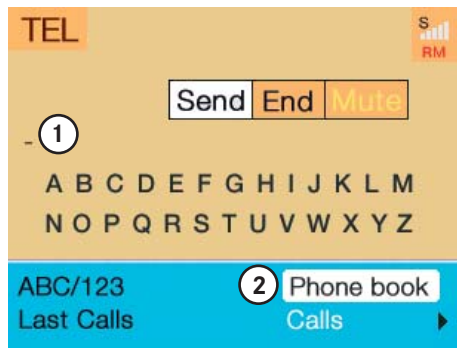 TEL S
RM
Send End Mute
- 1
A B C D E F G H I J K L M
N O P Q R S T U V W X Y Z
ABC/123 2 Phone book
Last Calls Calls